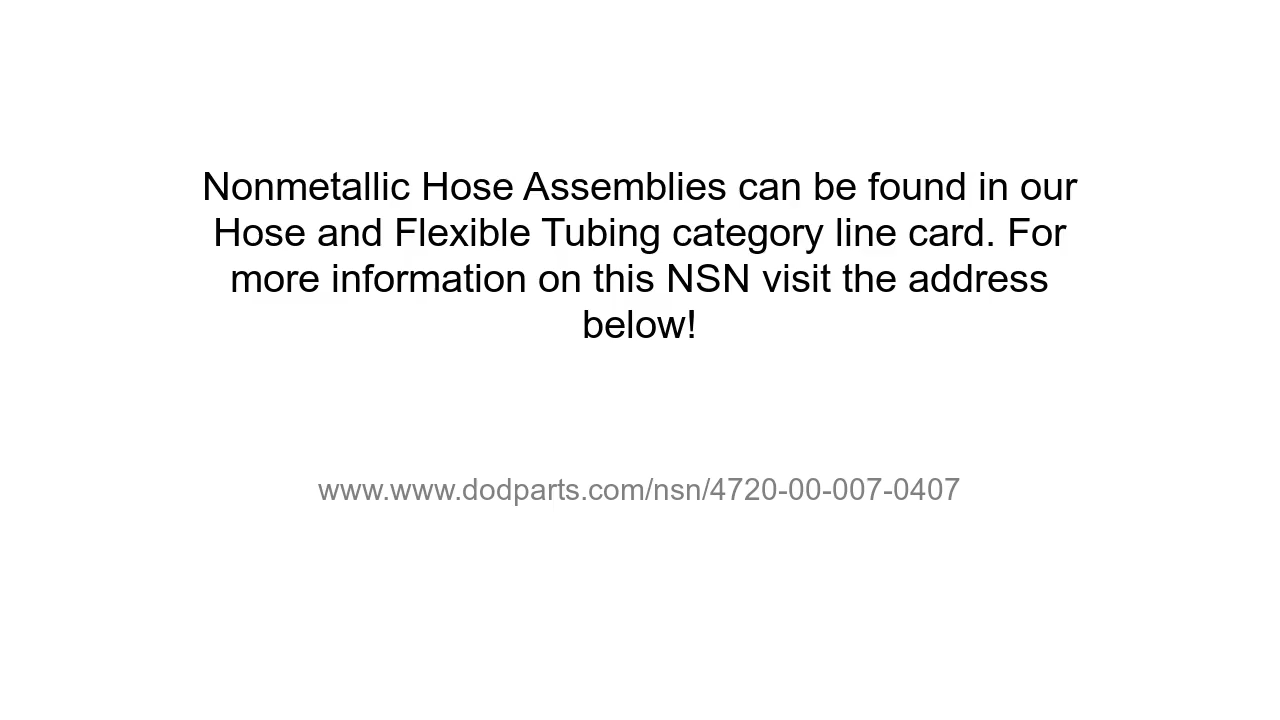 Nonmetallic Hose Assemblies can be found in our
Hose and Flexible Tubing category line card. For
more information on this NSN visit the address
below!
www.www.dodparts.com/nsn/4720-00-007-0407